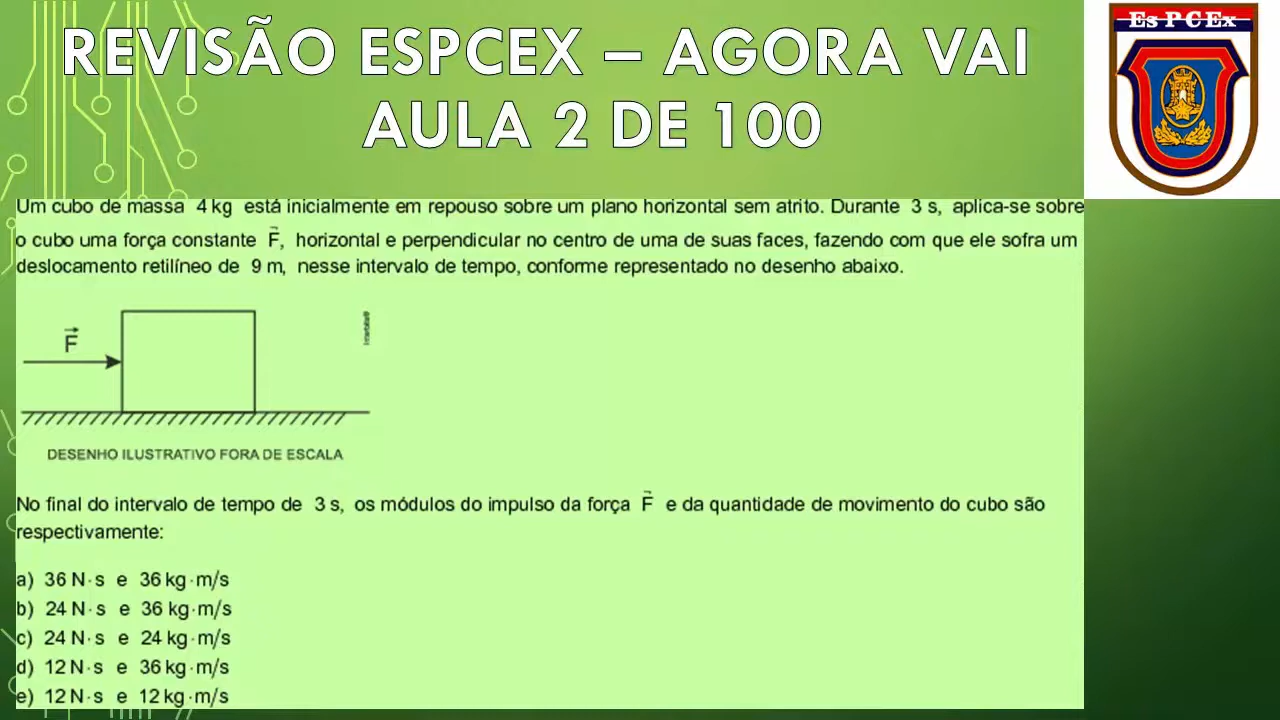 REVISÃO ESPCEX – AGORA VAI
AULA 2 DE 100
Es P C Ex
Um cubo de massa 4 kg está inicialmente em repouso sobre um plano horizontal sem atrito. Durante 3 s, aplica-se sobre
o cubo uma força constante F⃗, horizontal e perpendicular no centro de uma de suas faces, fazendo com que ele sofra um
deslocamento retilíneo de 9 m, nesse intervalo de tempo, conforme representado no desenho abaixo.
F⃗
DESENHO ILUSTRATIVO FORA DE ESCALA
No final do intervalo de tempo de 3 s, os módulos do impulso da força F⃗ e da quantidade de movimento do cubo são
respectivamente:
a) 36 N·s e 36 kg·m/s
b) 24 N·s e 36 kg·m/s
c) 24 N·s e 24 kg·m/s
d) 12 N·s e 36 kg·m/s
e) 12 N·s e 12 kg·m/s